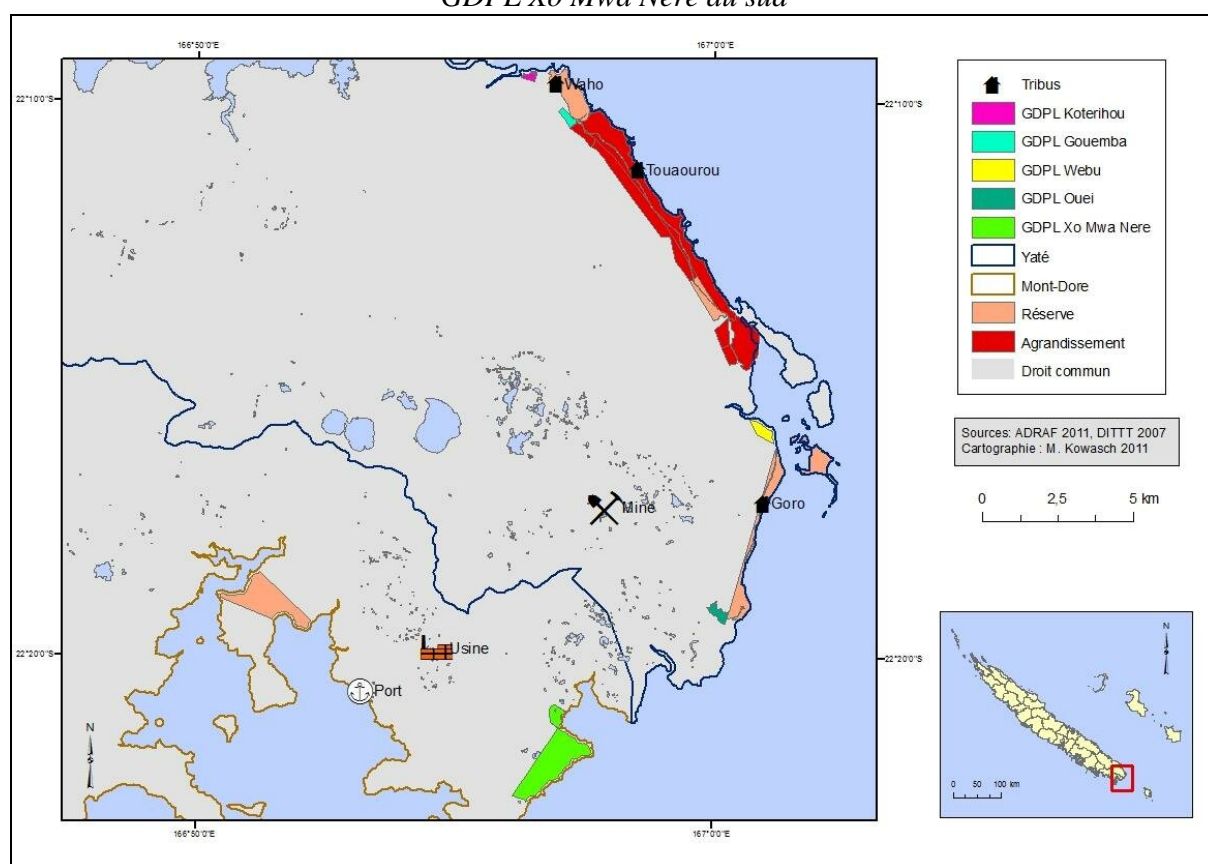 GDPL Xo Mwa Nere du sud
166°50'0"E
167°0'0"E
22°10'0"S
22°10'0"S
Waho
Touaourou
Mine
Goro
22°20'0"S
22°20'0"S
Usine
Port
N
S
166°50'0"E
167°0'0"E
Tribus
GDPL Koterihou
GDPL Gouemba
GDPL Webu
GDPL Ouei
GDPL Xo Mwa Nere
Yaté
Mont-Dore
Réserve
Agrandissement
Droit commun
Sources: ADRAF 2011, DITTT 2007
Cartographie : M. Kowasch 2011
0 2,5 5 km
N
S
0 50 100 km